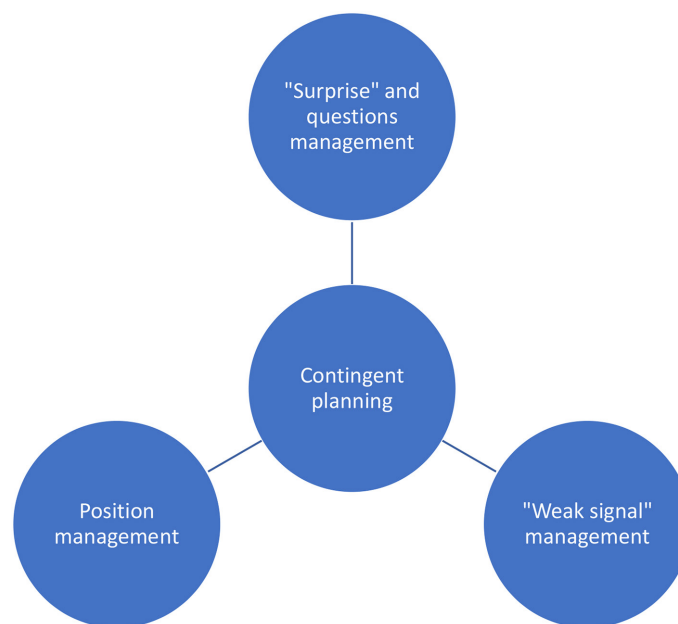 "Surprise" and
questions
management
Contingent
planning
Position
management
"Weak signal"
management